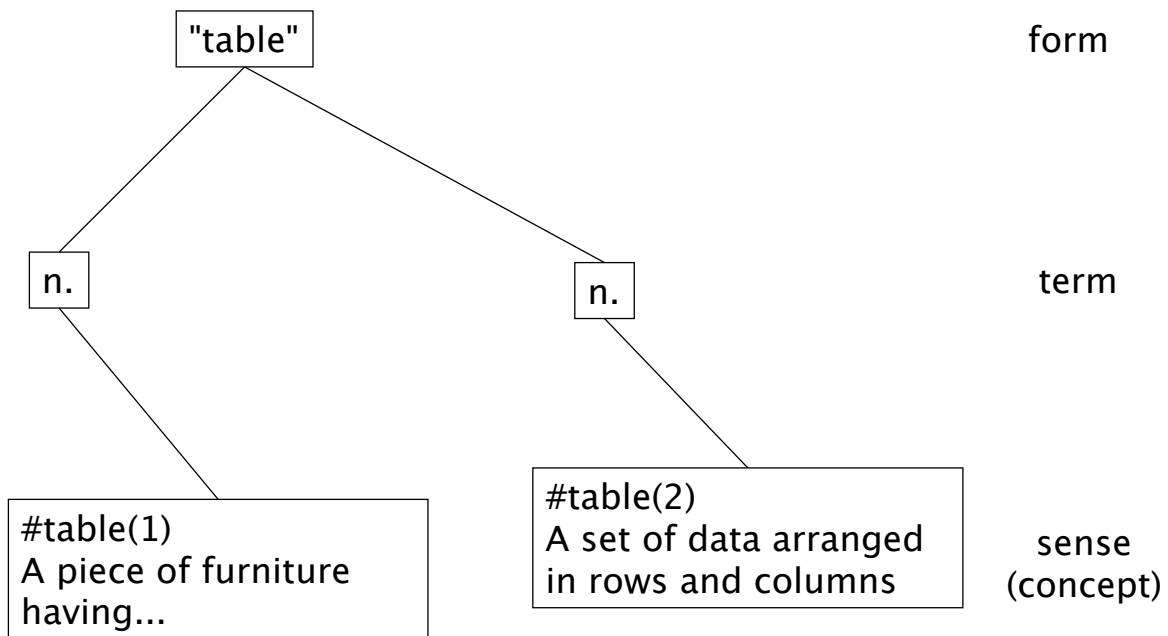 "table"
form
n.
n.
term
#table(1)
A piece of furniture
having...
#table(2)
A set of data arranged
in rows and columns
sense
(concept)